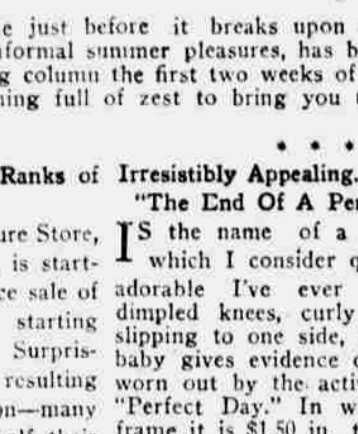 e just before it breaks upon
nformal summer pleasures, has b
g column the first two weeks of
ning full of zest to bring you
* * *
Ranks of
ure Store,
is start-
ce sale of
starting
Surpris-
resulting
on—many
Irresistibly Appealing.
"The End Of A Per
IS the name of a
which I consider q
adorable I've ever
dimpled knees, curly
slipping to one side,
baby gives evidence o
worn out by the activ
"Perfect Day." In w
frame it is $1.50 in